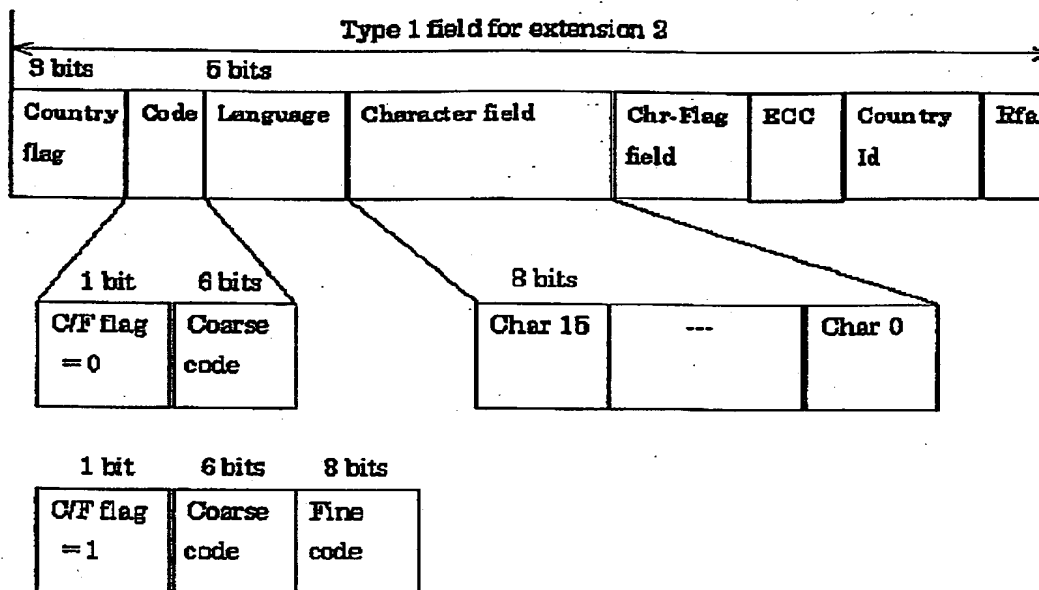 Type 1 field for extension 2
3 bits 5 bits
Country flag Code Language Character field Chr-Flag field ECC Country Id Rfa
1 bit 6 bits 8 bits
C/F flag =0 Coarse code Char 15 --- Char 0
1 bit 6 bits 8 bits
C/F flag =1 Coarse code Fine code